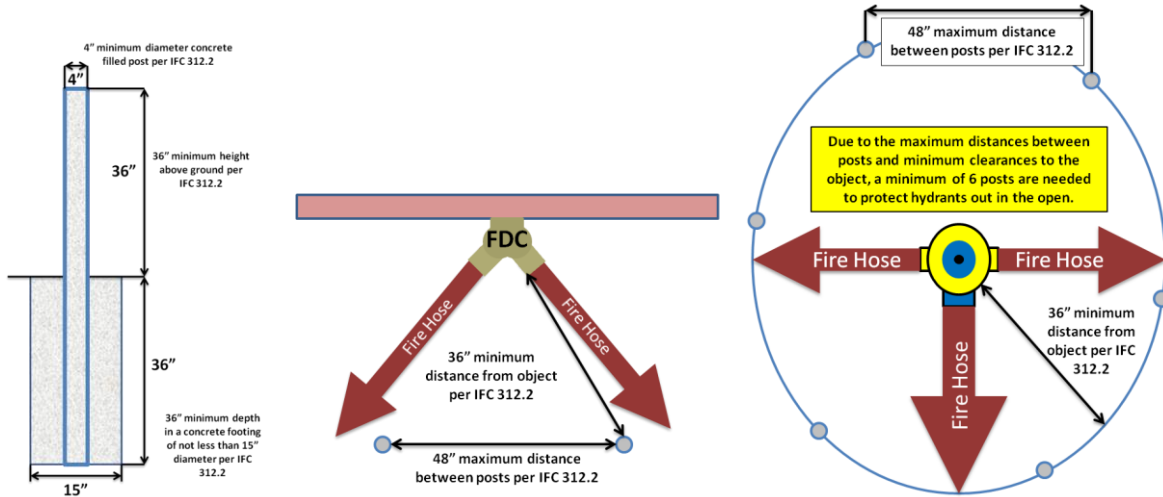 4” minimum diameter concrete
filled post per IFC 312.2
4”
36”
36” minimum height
above ground per
IFC 312.2
36”
36” minimum depth
in a concrete footing
of not less than 15”
diameter per IFC
312.2
15”
FDC
Fire Hose
Fire Hose
36” minimum
distance from object
per IFC 312.2
48” maximum distance
between posts per IFC 312.2
48” maximum distance
between posts per IFC 312.2
Due to the maximum distances between
posts and minimum clearances to the
object, a minimum of 6 posts are needed
to protect hydrants out in the open.
Fire Hose
Fire Hose
Fire Hose
36” minimum
distance from
object per IFC
312.2